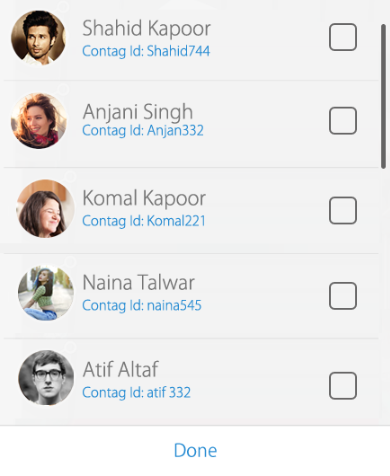 Shahid Kapoor
Contag Id: Shahid744
Anjani Singh
Contag Id: Anjan332
Komal Kapoor
Contag Id: Komal221
Naina Talwar
Contag Id: naina545
Atif Altaf
Contag Id: atif 332
Done